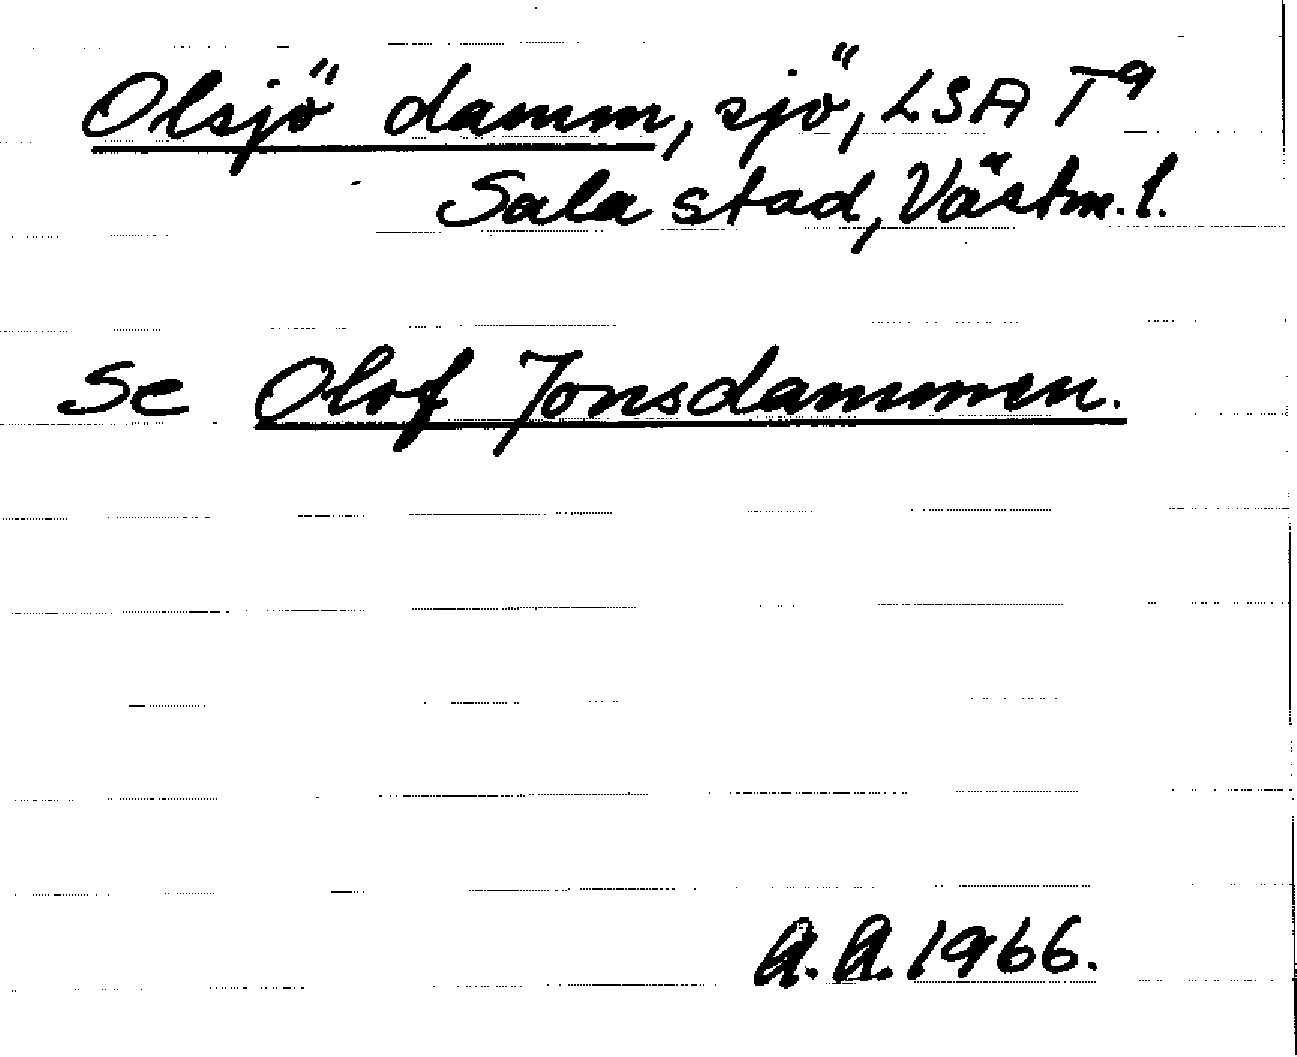 Olsjö damm, sjö, LSA T⁹
Sala stad, Västm. l.
Se Olof Jonsdammen.
A.A. 1966.